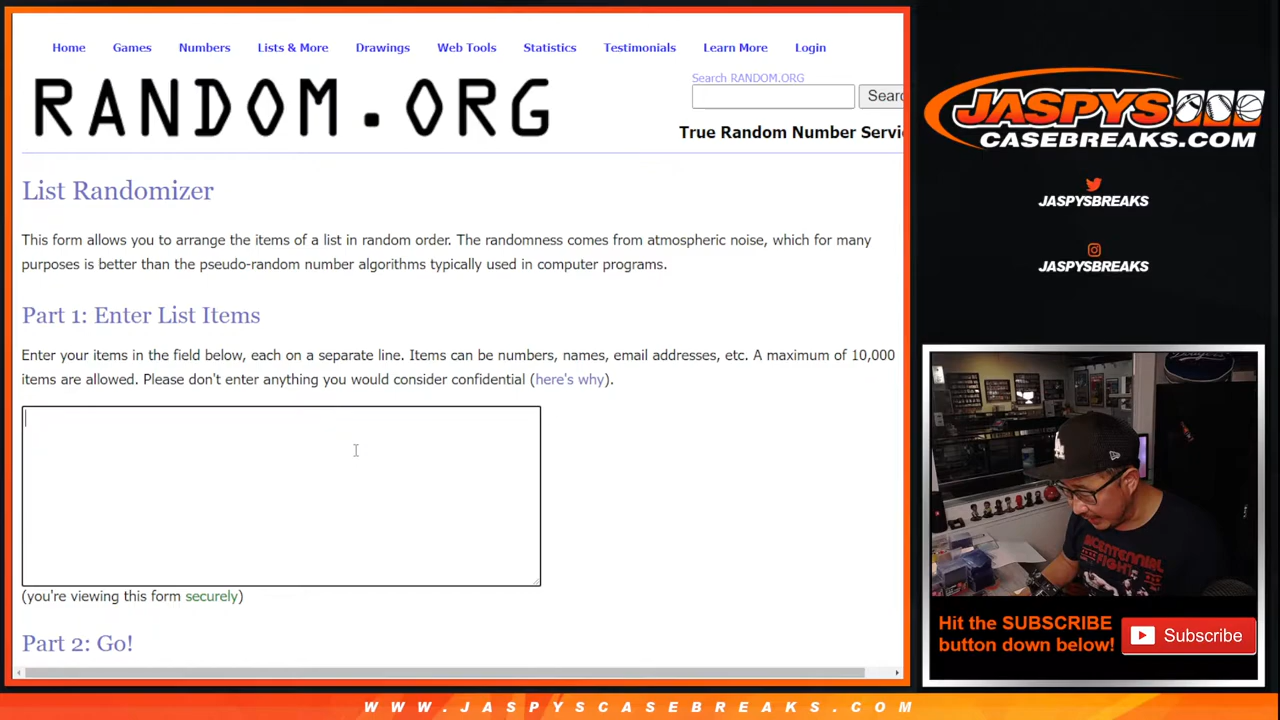 Home Games Numbers Lists & More Drawings Web Tools Statistics Testimonials Learn More Login
RANDOM.ORG
Search RANDOM.ORG
Searc
True Random Number Servi
List Randomizer
This form allows you to arrange the items of a list in random order. The randomness comes from atmospheric noise, which for many
purposes is better than the pseudo-random number algorithms typically used in computer programs.
Part 1: Enter List Items
Enter your items in the field below, each on a separate line. Items can be numbers, names, email addresses, etc. A maximum of 10,000
items are allowed. Please don't enter anything you would consider confidential (here's why).
(you're viewing this form securely)
Part 2: Go!
JASPYS
CASEBREAKS.COM
JASPYSBREAKS
JASPYSBREAKS
BICENTENNIAL
FIGHT
Hit the SUBSCRIBE
button down below!
Subscribe
WWW.JASPYSCASEBREAKS.COM